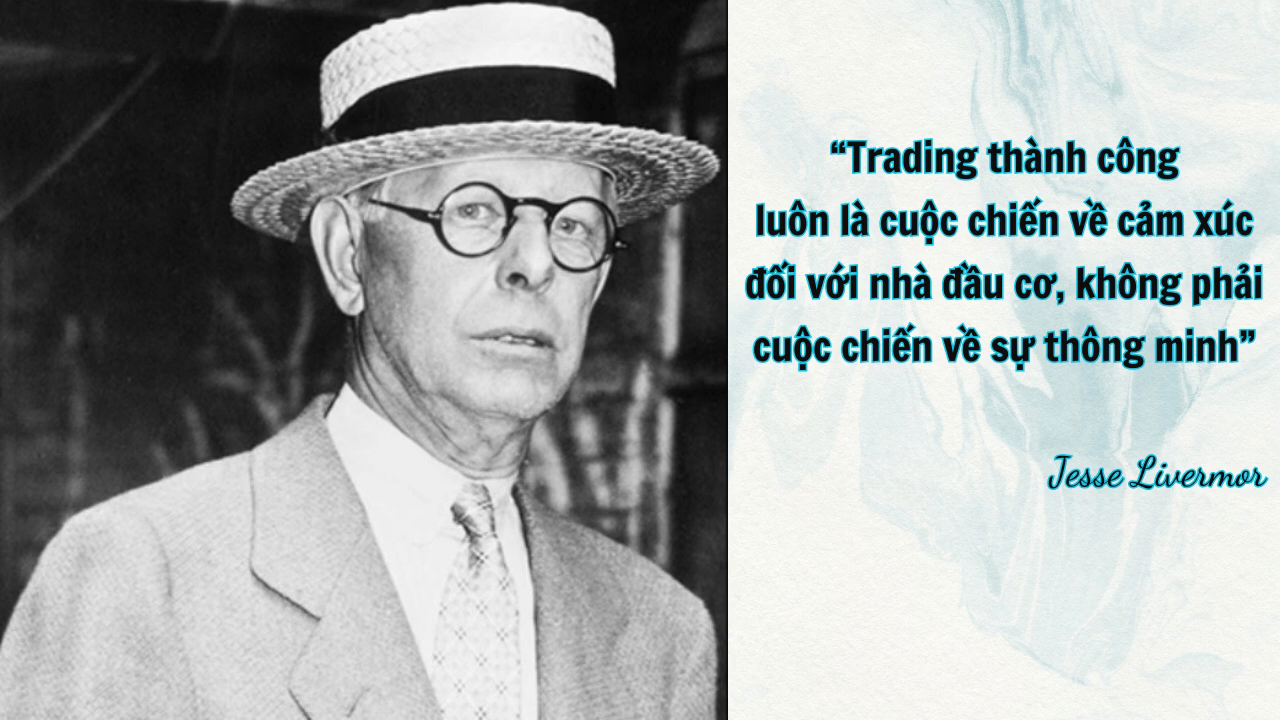 “Trading thành công
luôn là cuộc chiến về cảm xúc
đối với nhà đầu cơ, không phải
cuộc chiến về sự thông minh”
Jesse Livermor